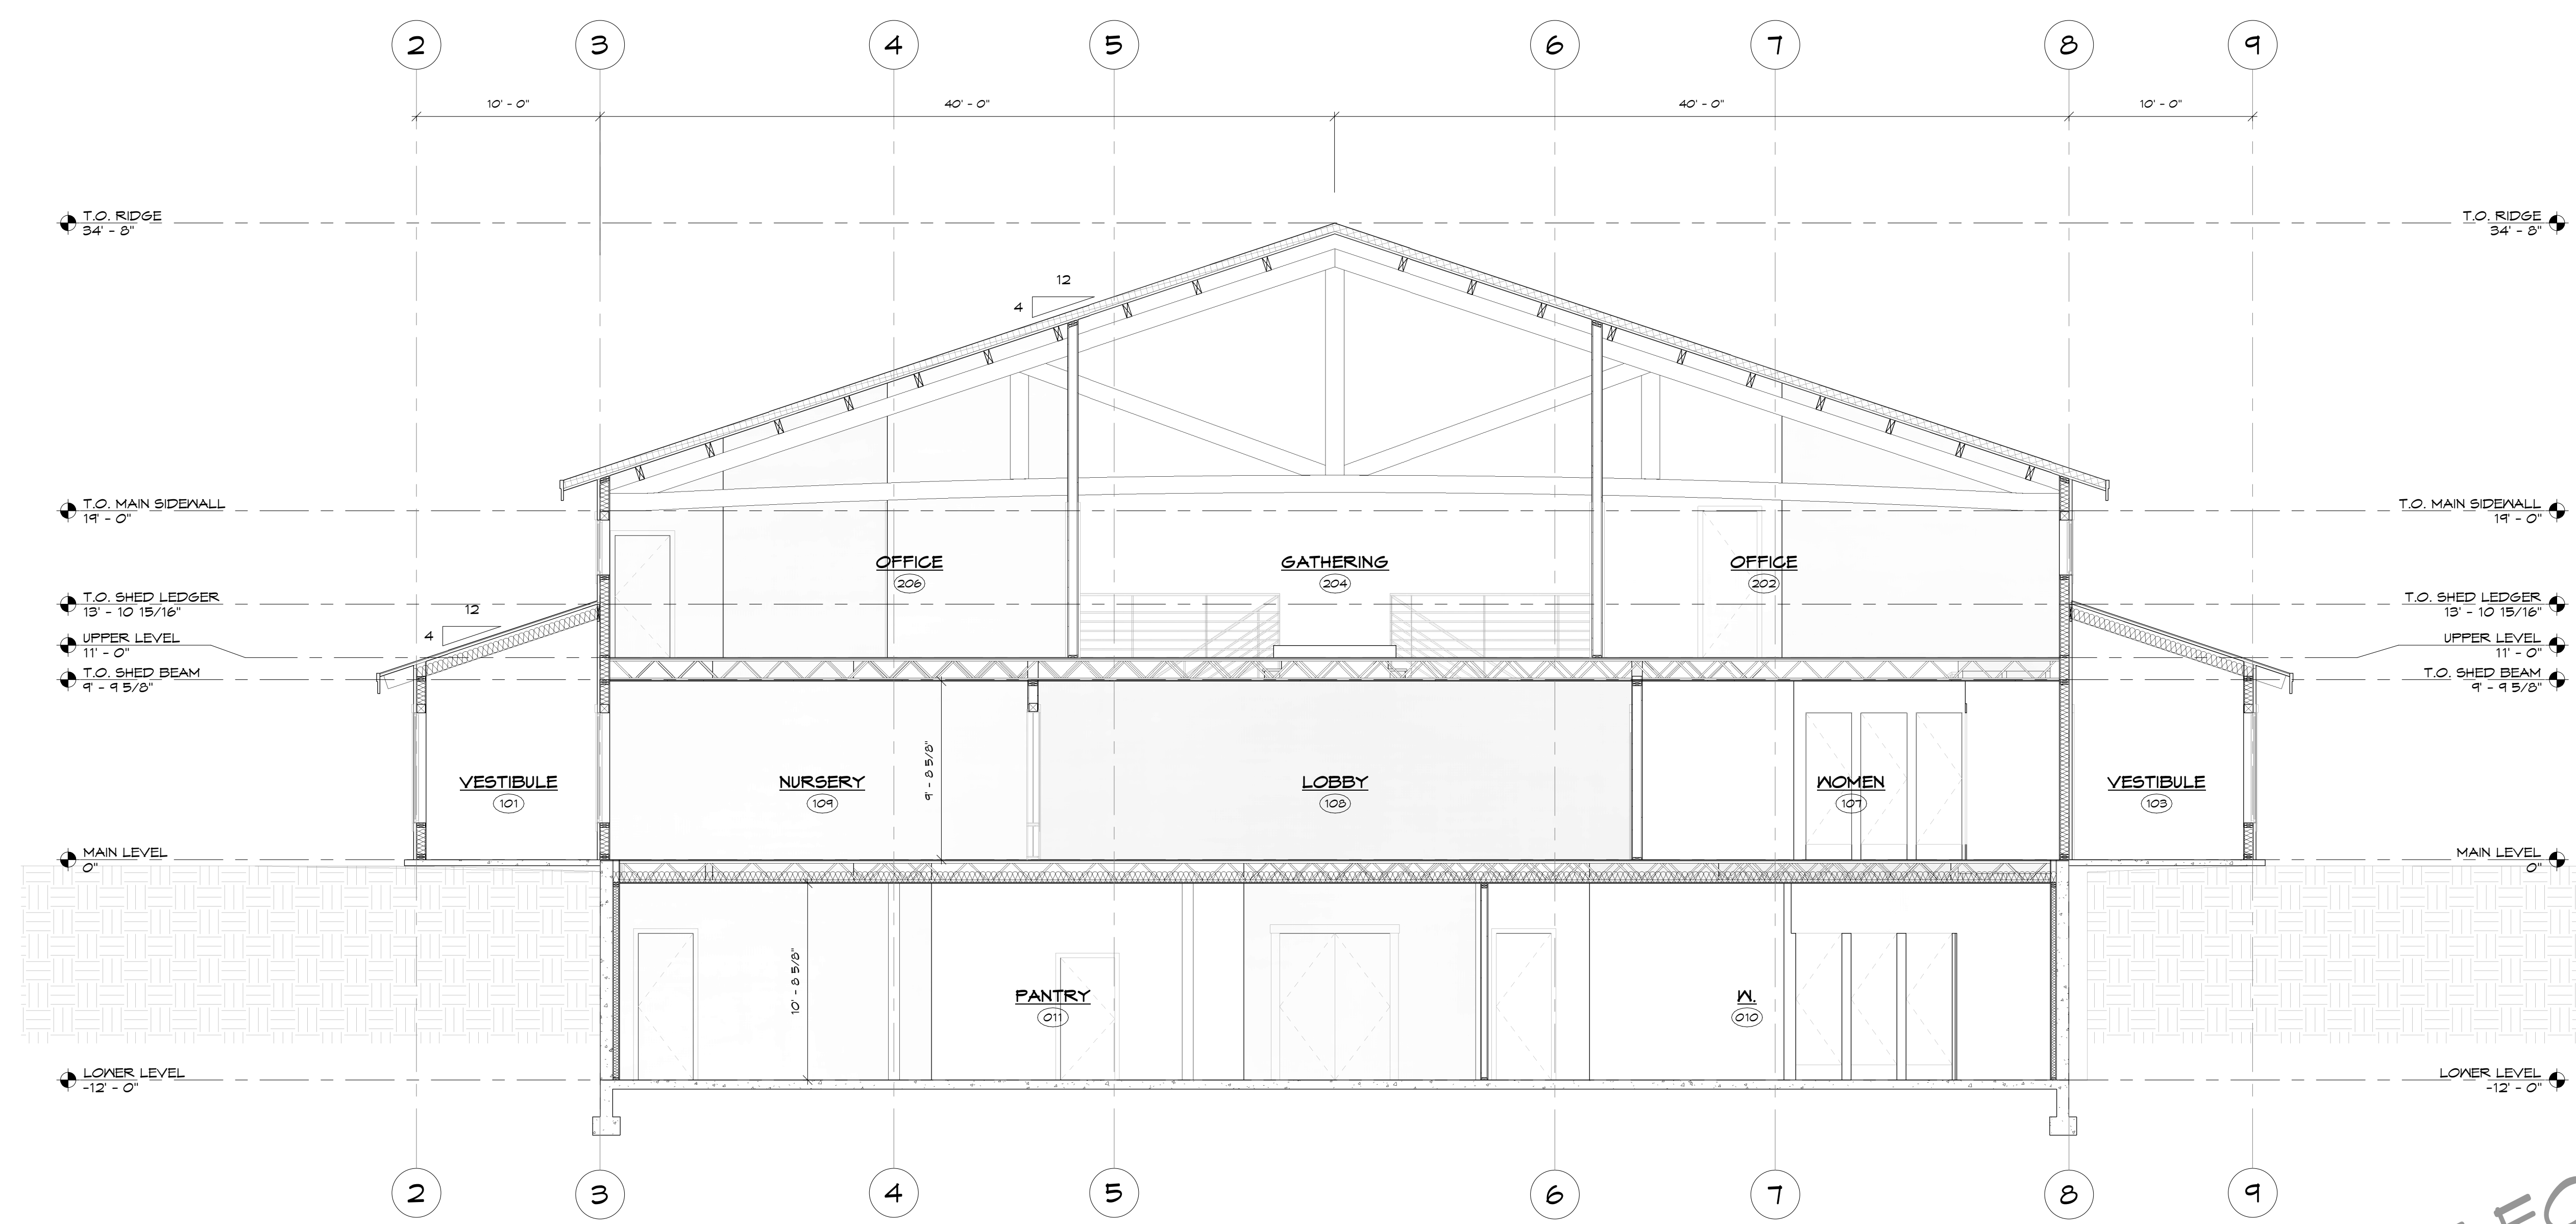 2 3 4 5 6 7 8 9
10' - 0" 40' - 0" 40' - 0" 10' - 0"
T.O. RIDGE
34' - 8"
T.O. RIDGE
34' - 8"
12
4
T.O. MAIN SIDEWALL
19' - 0"
T.O. MAIN SIDEWALL
19' - 0"
OFFICE
206
GATHERING
204
OFFICE
202
T.O. SHED LEDGER
13' - 10 15/16"
T.O. SHED LEDGER
13' - 10 15/16"
12
4
UPPER LEVEL
11' - 0"
UPPER LEVEL
11' - 0"
T.O. SHED BEAM
9' - 9 5/8"
T.O. SHED BEAM
9' - 9 5/8"
9' - 8 5/8"
VESTIBULE
101
NURSERY
109
LOBBY
108
WOMEN
107
VESTIBULE
103
MAIN LEVEL
0"
MAIN LEVEL
0"
10' - 8 5/8"
PANTRY
011
W.
010
LOWER LEVEL
-12' - 0"
LOWER LEVEL
-12' - 0"
2 3 4 5 6 7 8 9